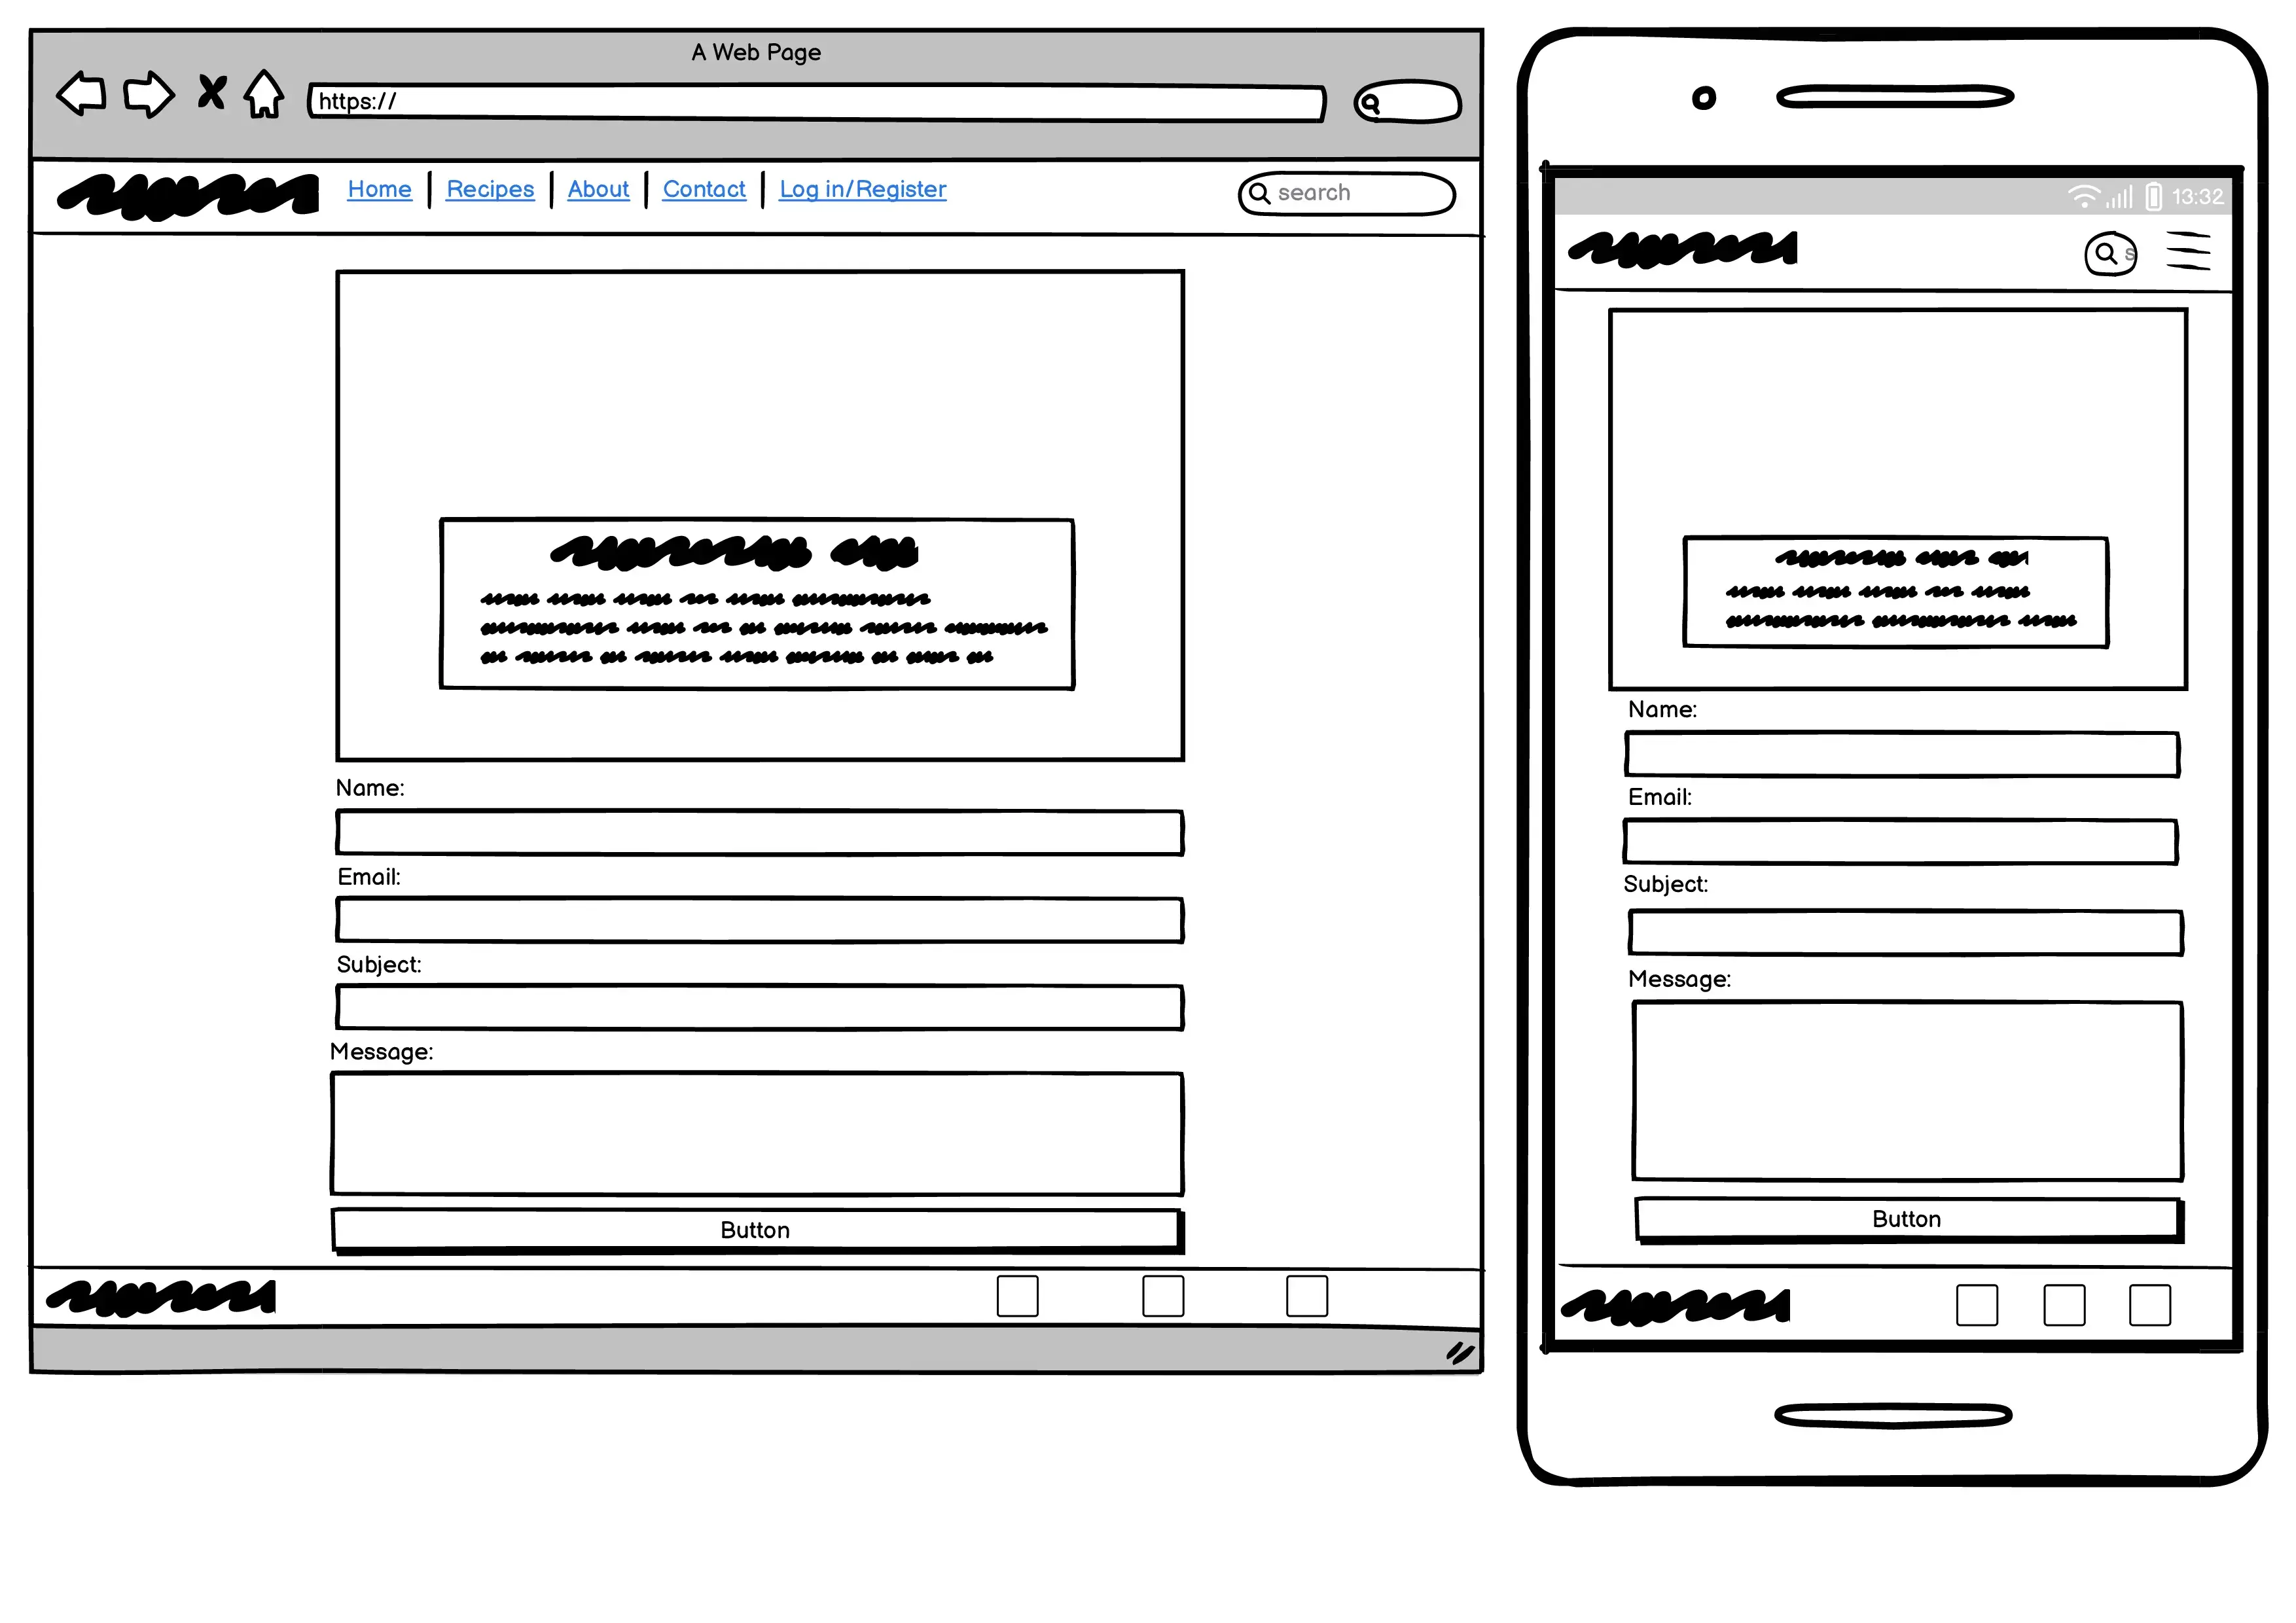 A Web Page
https://
Home | Recipes | About | Contact | Log in/Register
search
Name:
Email:
Subject:
Message:
Button
13:32
s
Name:
Email:
Subject:
Message:
Button